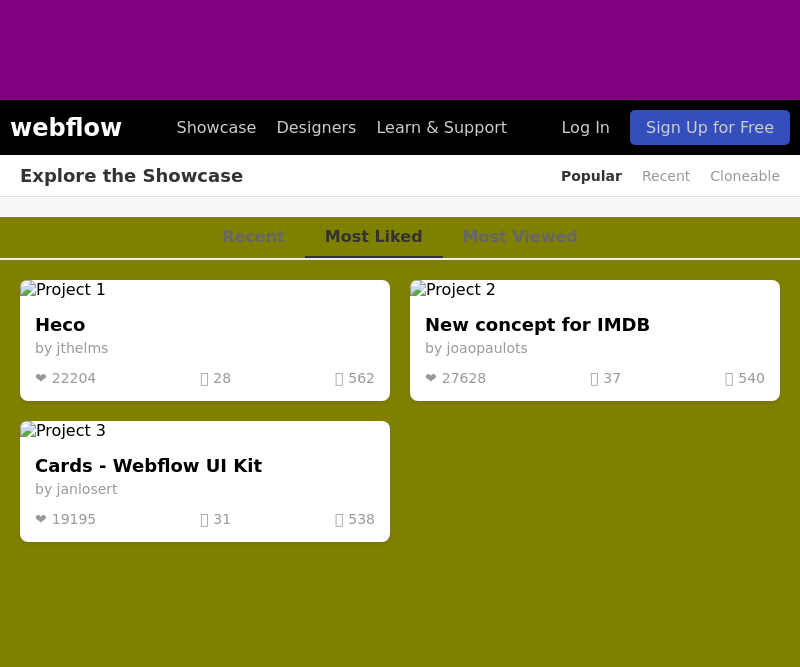 webflow Showcase Designers Learn & Support Log In Sign Up for Free
Explore the Showcase Popular Recent Cloneable
Recent Most Liked Most Viewed
Project 1
Heco
by jthelms
❤ 22204 28 562
Project 2
New concept for IMDB
by joaopaulots
❤ 27628 37 540
Project 3
Cards - Webflow UI Kit
by janlosert
❤ 19195 31 538